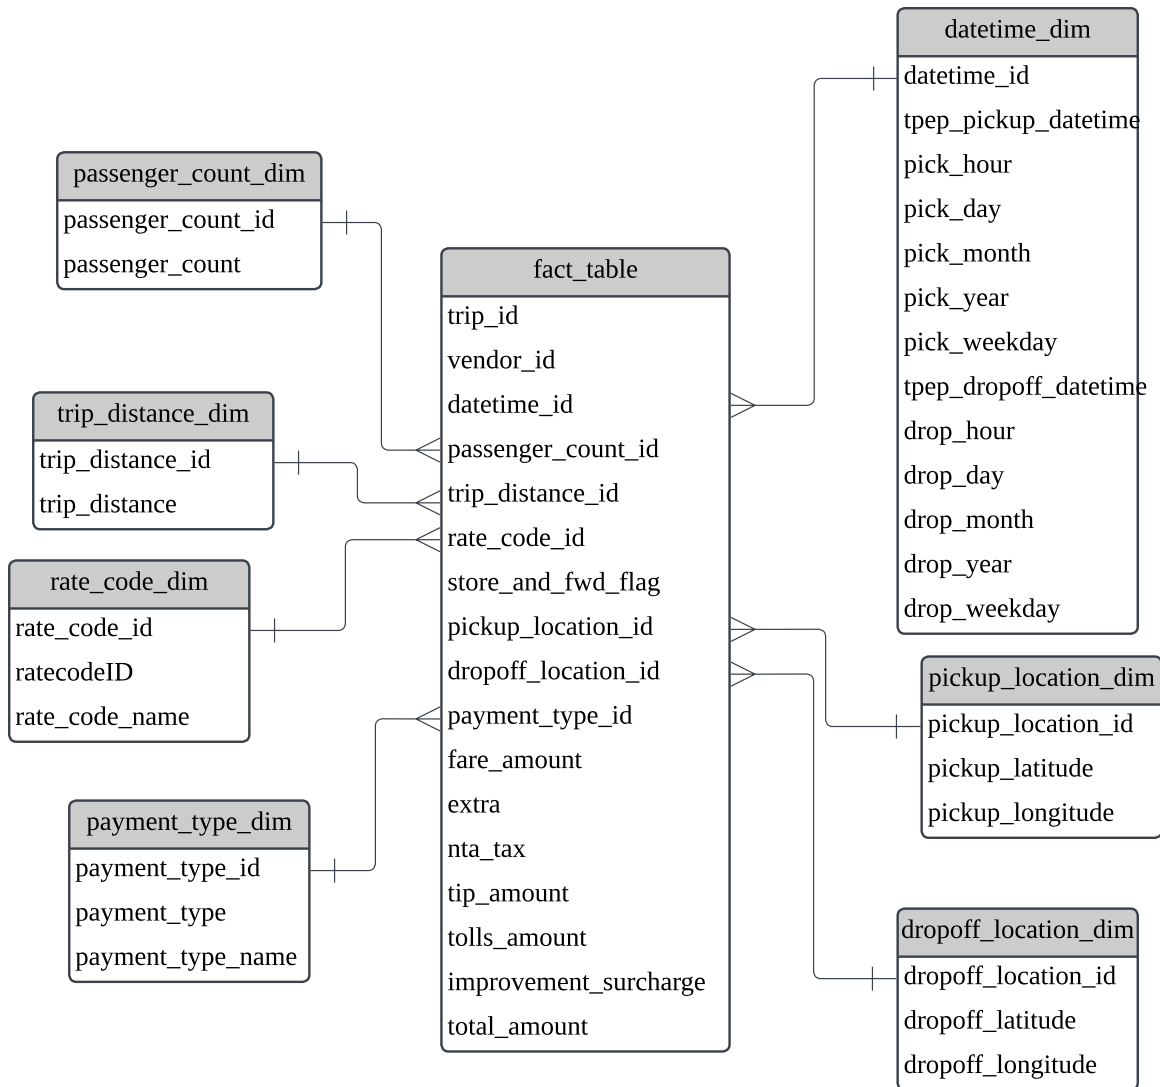 datetime_dim
datetime_id
tpep_pickup_datetime
pick_hour
pick_day
pick_month
pick_year
pick_weekday
tpep_dropoff_datetime
drop_hour
drop_day
drop_month
drop_year
drop_weekday
passenger_count_dim
passenger_count_id
passenger_count
fact_table
trip_id
vendor_id
datetime_id
passenger_count_id
trip_distance_id
rate_code_id
store_and_fwd_flag
pickup_location_id
dropoff_location_id
payment_type_id
fare_amount
extra
nta_tax
tip_amount
tolls_amount
improvement_surcharge
total_amount
trip_distance_dim
trip_distance_id
trip_distance
rate_code_dim
rate_code_id
ratecodeID
rate_code_name
pickup_location_dim
pickup_location_id
pickup_latitude
pickup_longitude
payment_type_dim
payment_type_id
payment_type
payment_type_name
dropoff_location_dim
dropoff_location_id
dropoff_latitude
dropoff_longitude